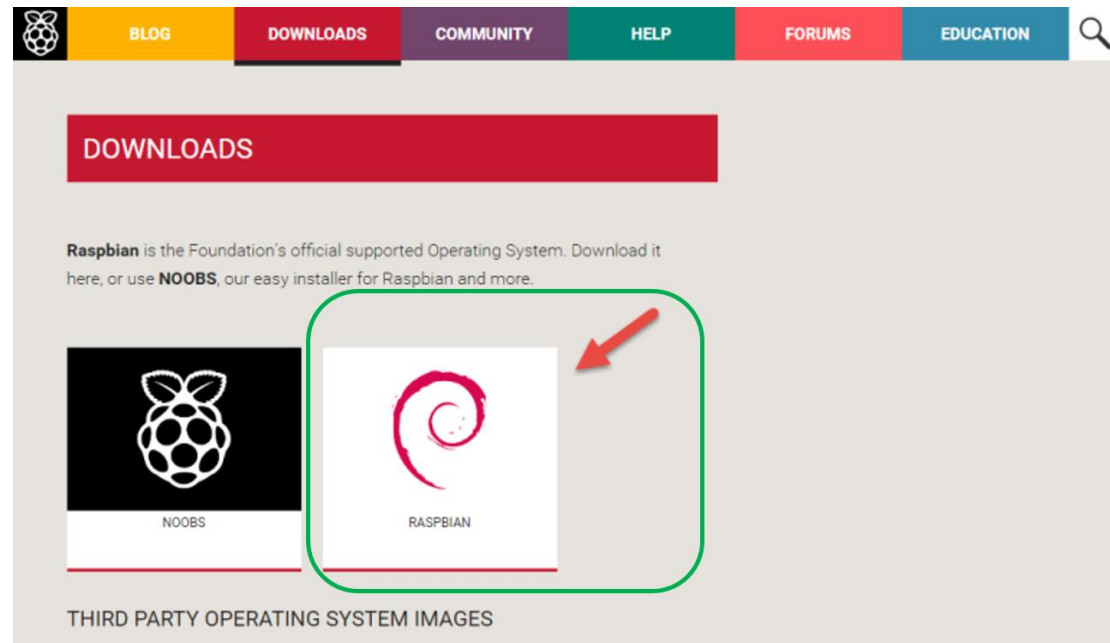 BLOG DOWNLOADS COMMUNITY HELP FORUMS EDUCATION
DOWNLOADS
Raspbian is the Foundation's official supported Operating System. Download it
here, or use NOOBS, our easy installer for Raspbian and more.
NOOBS RASPBIAN
THIRD PARTY OPERATING SYSTEM IMAGES